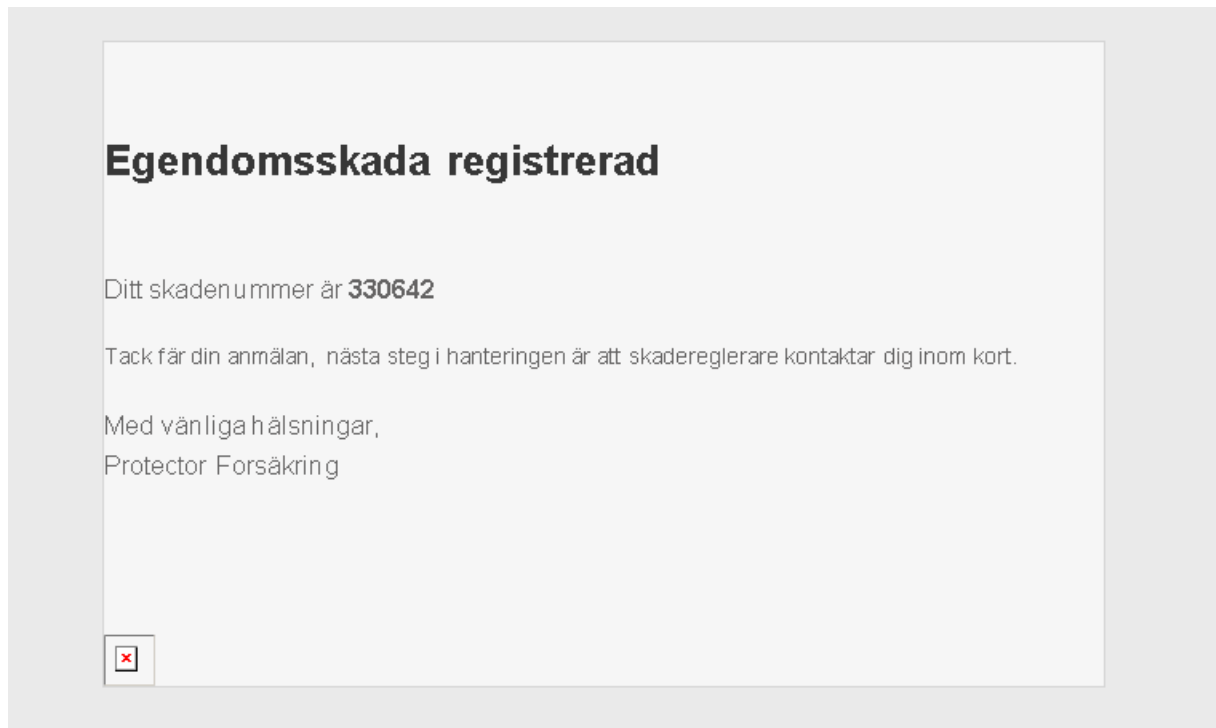 Egendomsskada registrerad
Ditt skadenummer är 330642
Tack fär din anmälan, nästa steg i hanteringen är att skadereglerare kontaktar dig inom kort.
Med vänliga hälsningar,
Protector Forsäkring